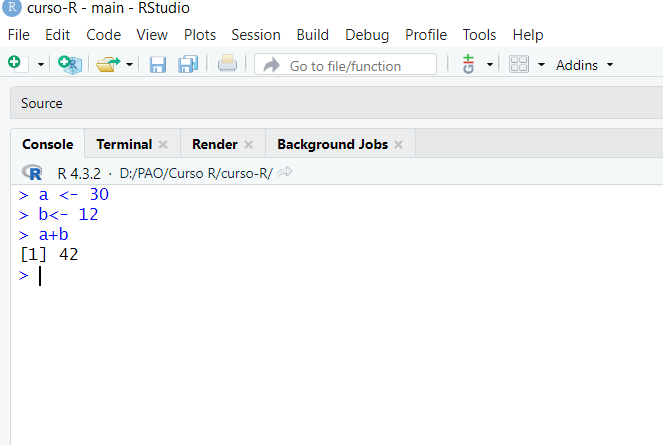 R curso-R - main - RStudio
File Edit Code View Plots Session Build Debug Profile Tools Help
Go to file/function Addins
Source
Console Terminal Render Background Jobs
R R 4.3.2 · D:/PAO/Curso R/curso-R/
> a <- 30
> b<- 12
> a+b
[1] 42
>